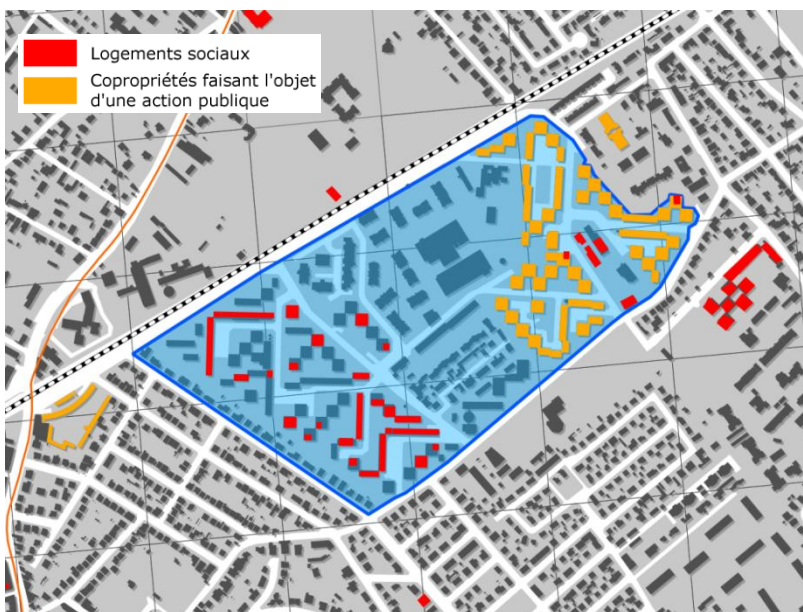 Logements sociaux
Copropriétés faisant l'objet
d'une action publique